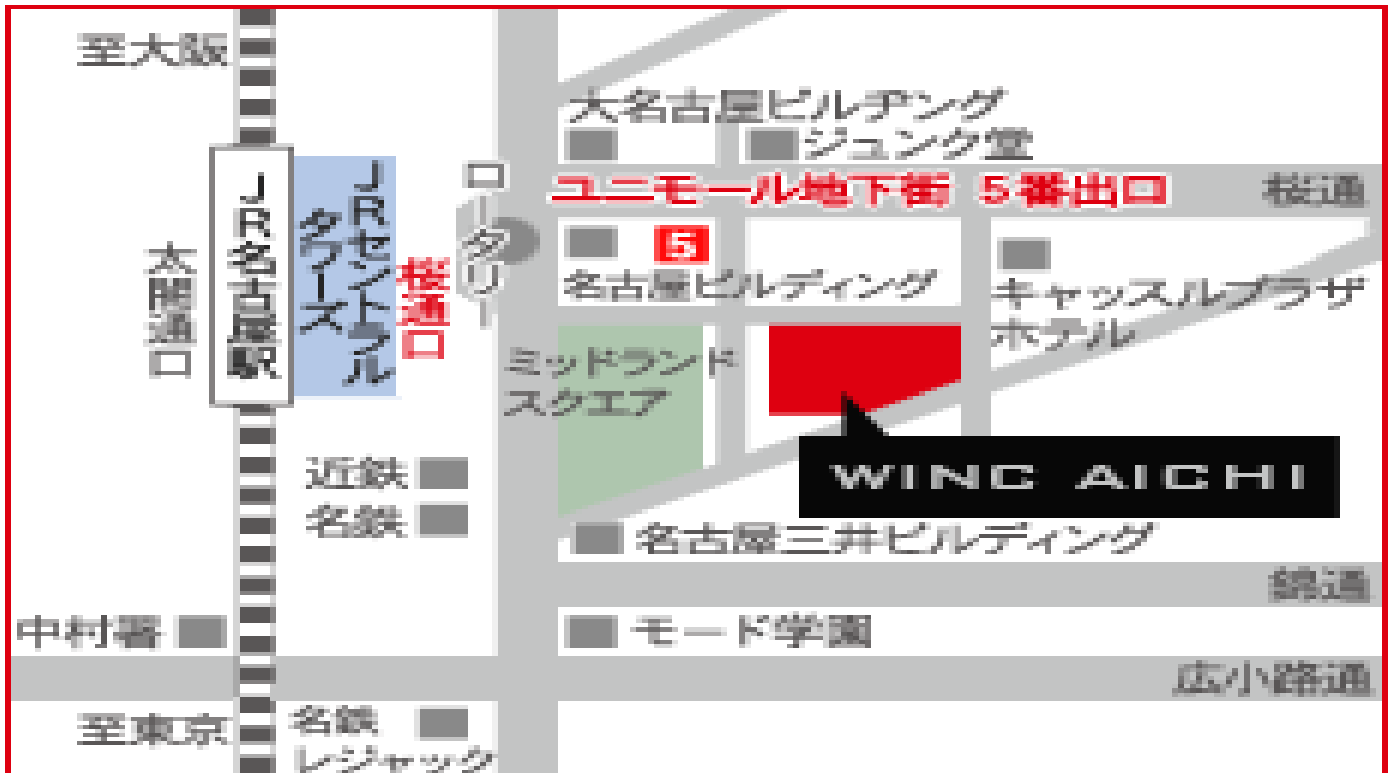 至大阪
大名古屋ビルヂング
ジュンク堂
ユニモール地下街 5番出口
桜通
JR名古屋駅
JRセントラル
タワーズ
桜通口
太閤通口
ロータリー
5
名古屋ビルディング
キャッスルプラザ
ホテル
ミッドランド
スクエア
WINC AICHI
近鉄
名鉄
名古屋三井ビルディング
錦通
中村署
モード学園
広小路通
至東京
名鉄
レジャック